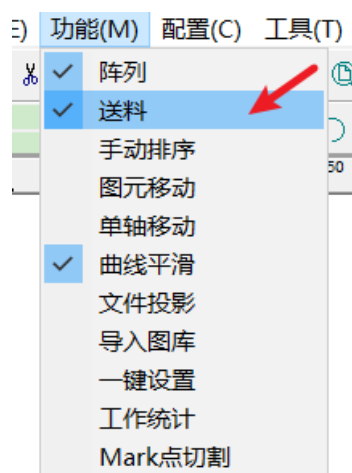 E) 功能(M) 配置(C) 工具(T)
阵列
送料
50
手动排序
图元移动
单轴移动
曲线平滑
文件投影
导入图库
一键设置
工作统计
Mark点切割